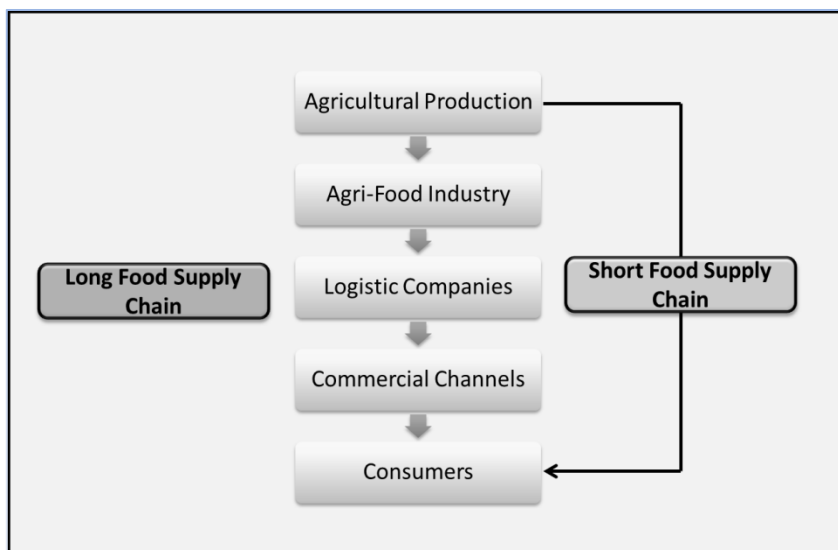 Agricultural Production
Agri-Food Industry
Long Food Supply
Chain
Logistic Companies
Short Food Supply
Chain
Commercial Channels
Consumers